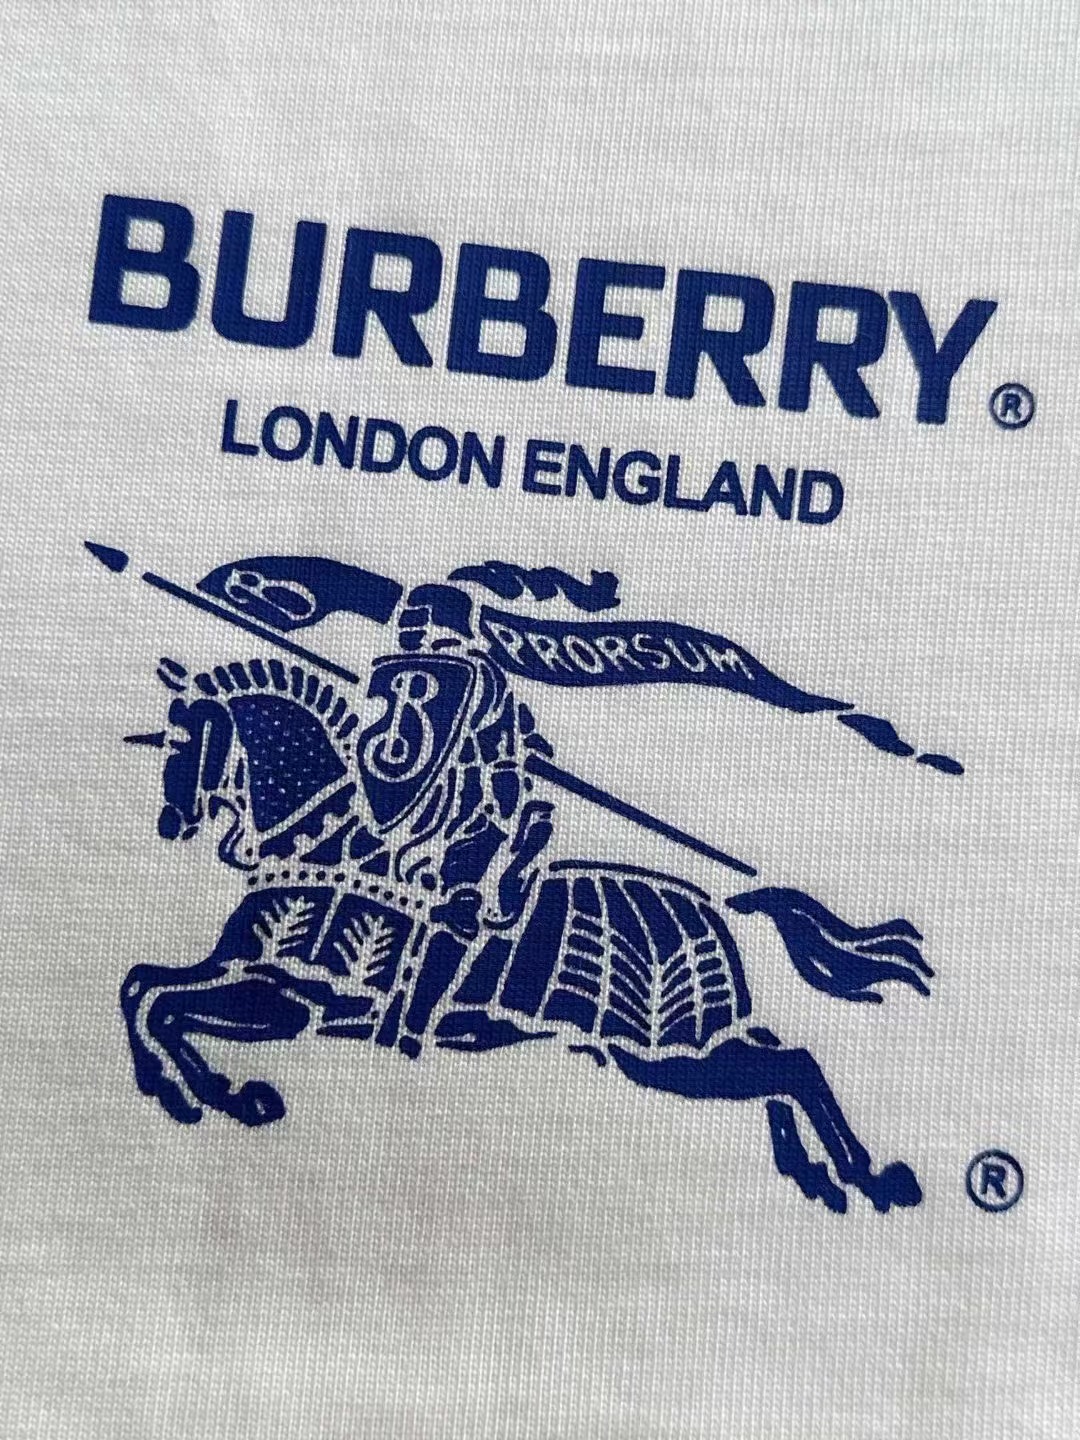 BURBERRY®
LONDON ENGLAND
B
PRORSUM
B
®